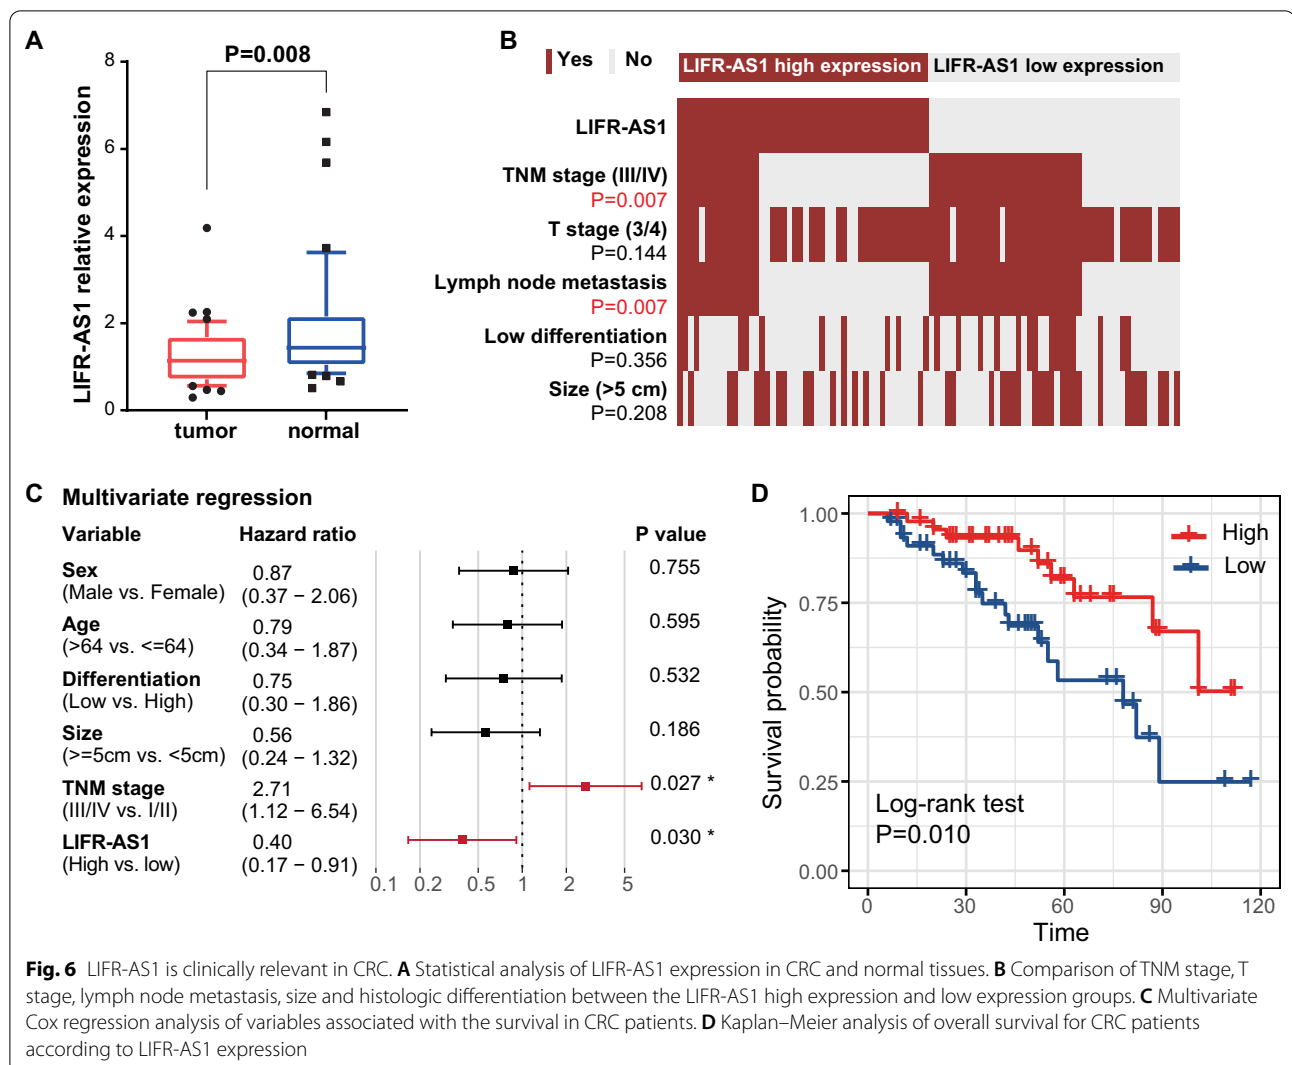 A
P=0.008
LIFR-AS1 relative expression
8
6
4
2
0
tumor
normal
B
Yes
No
LIFR-AS1 high expression
LIFR-AS1 low expression
LIFR-AS1
TNM stage (III/IV)
P=0.007
T stage (3/4)
P=0.144
Lymph node metastasis
P=0.007
Low differentiation
P=0.356
Size (>5 cm)
P=0.208
C Multivariate regression
Variable Hazard ratio P value
Sex 0.87 0.755
(Male vs. Female) (0.37 − 2.06)
Age 0.79 0.595
(>64 vs. <=64) (0.34 − 1.87)
Differentiation 0.75 0.532
(Low vs. High) (0.30 − 1.86)
Size 0.56 0.186
(>=5cm vs. <5cm) (0.24 − 1.32)
TNM stage 2.71 0.027 *
(III/IV vs. I/II) (1.12 − 6.54)
LIFR-AS1 0.40 0.030 *
(High vs. low) (0.17 − 0.91)
0.1 0.2 0.5 1 2 5
D
Survival probability
1.00
0.75
0.50
0.25
0.00
High
Low
Log-rank test
P=0.010
0 30 60 90 120
Time
Fig. 6 LIFR-AS1 is clinically relevant in CRC. A Statistical analysis of LIFR-AS1 expression in CRC and normal tissues. B Comparison of TNM stage, T
stage, lymph node metastasis, size and histologic differentiation between the LIFR-AS1 high expression and low expression groups. C Multivariate
Cox regression analysis of variables associated with the survival in CRC patients. D Kaplan–Meier analysis of overall survival for CRC patients
according to LIFR-AS1 expression